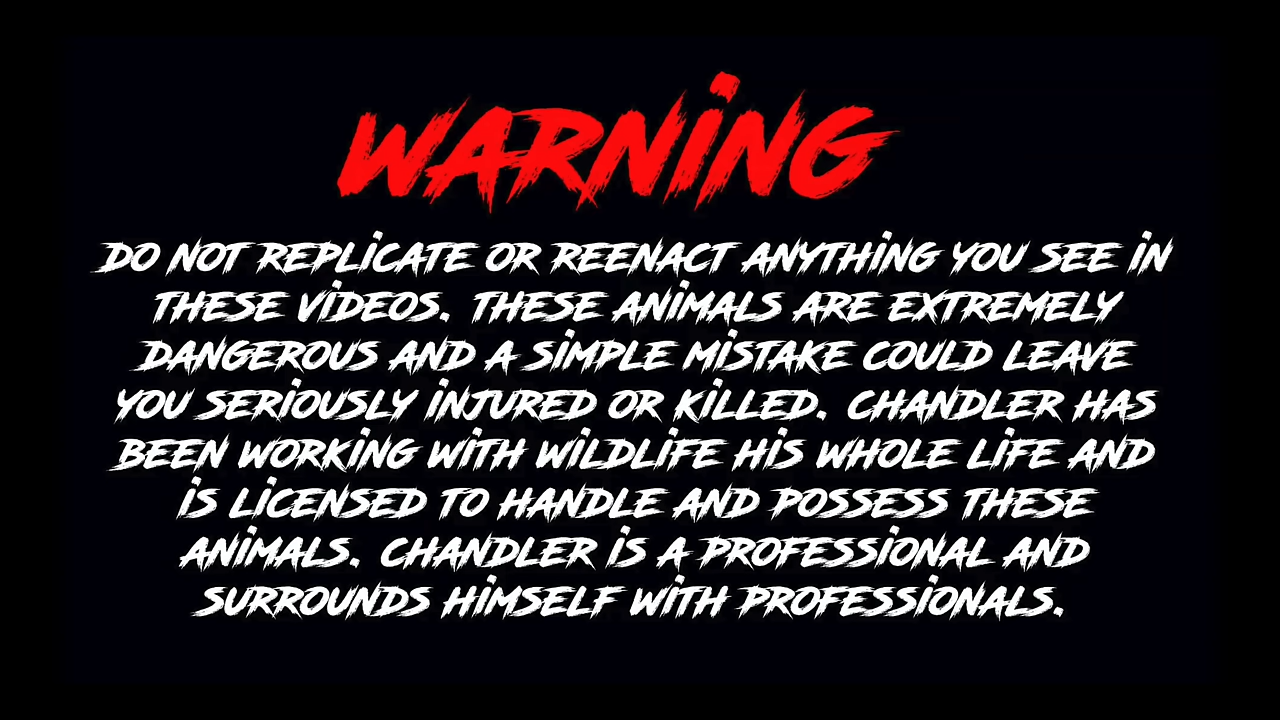 WARNING
DO NOT REPLICATE OR REENACT ANYTHING YOU SEE IN
THESE VIDEOS. THESE ANIMALS ARE EXTREMELY
DANGEROUS AND A SIMPLE MISTAKE COULD LEAVE
YOU SERIOUSLY INJURED OR KILLED. CHANDLER HAS
BEEN WORKING WITH WILDLIFE HIS WHOLE LIFE AND
IS LICENSED TO HANDLE AND POSSESS THESE
ANIMALS. CHANDLER IS A PROFESSIONAL AND
SURROUNDS HIMSELF WITH PROFESSIONALS.